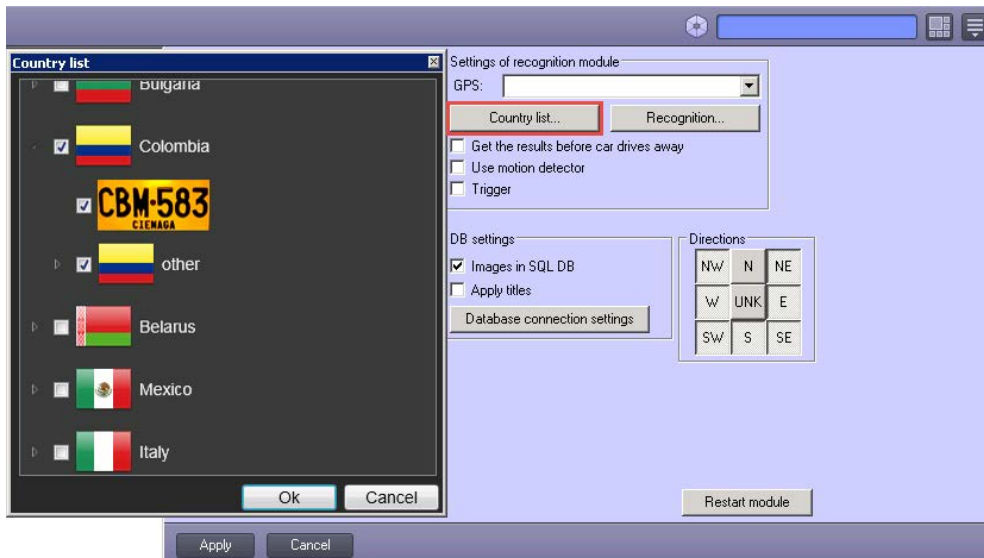 Country list
Bulgaria
Colombia
CBM·583
CIENAGA
other
Belarus
Mexico
Italy
Ok
Cancel
Settings of recognition module
GPS:
Country list...
Recognition...
Get the results before car drives away
Use motion detector
Trigger
DB settings
Images in SQL DB
Apply titles
Database connection settings
Directions
NW N NE
W UNK E
SW S SE
Restart module
Apply
Cancel